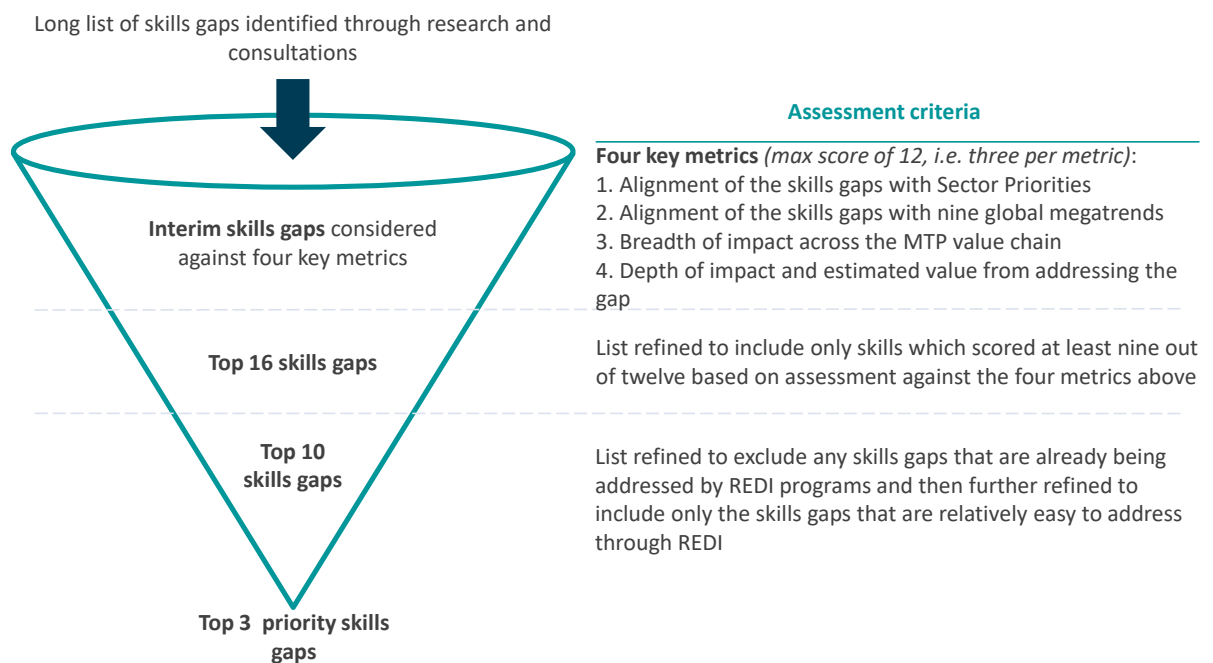 Long list of skills gaps identified through research and
consultations
Assessment criteria
Four key metrics (max score of 12, i.e. three per metric):
1. Alignment of the skills gaps with Sector Priorities
2. Alignment of the skills gaps with nine global megatrends
3. Breadth of impact across the MTP value chain
4. Depth of impact and estimated value from addressing the
gap
Interim skills gaps considered
against four key metrics
Top 16 skills gaps
List refined to include only skills which scored at least nine out
of twelve based on assessment against the four metrics above
Top 10
skills gaps
List refined to exclude any skills gaps that are already being
addressed by REDI programs and then further refined to
include only the skills gaps that are relatively easy to address
through REDI
Top 3 priority skills
gaps